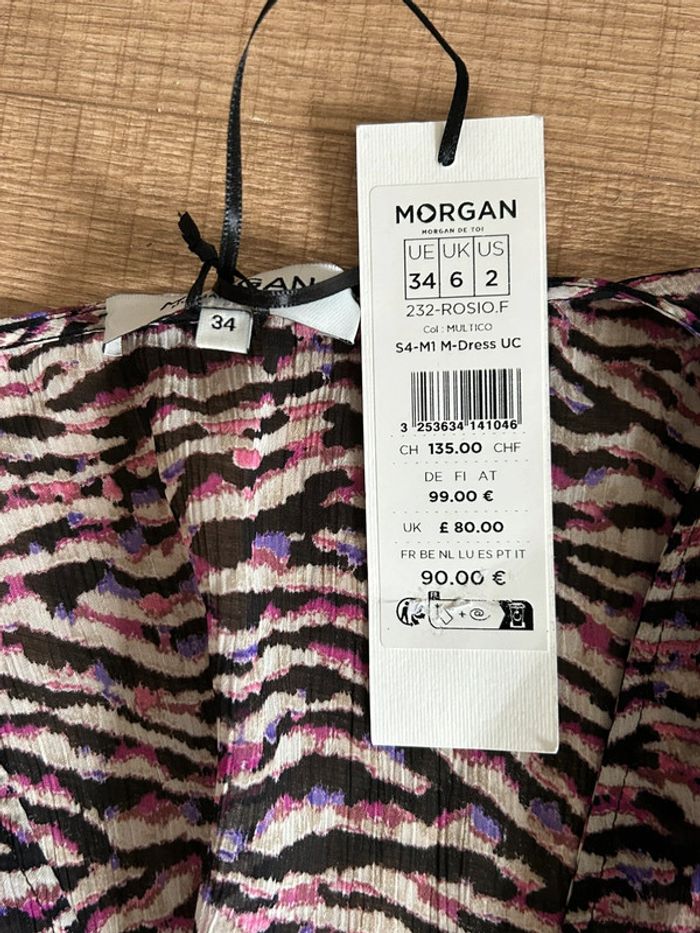 MORGAN
MORGAN DE TOI
UE UK US
34 6 2
232-ROSIO.F
Col : MULTICO
S4-M1 M-Dress UC
3 253634 141046
CH 135.00 CHF
DE FI AT
99.00 €
UK £ 80.00
FR BE NL LU ES PT IT
90.00 €
FR
+ @
GAN
34